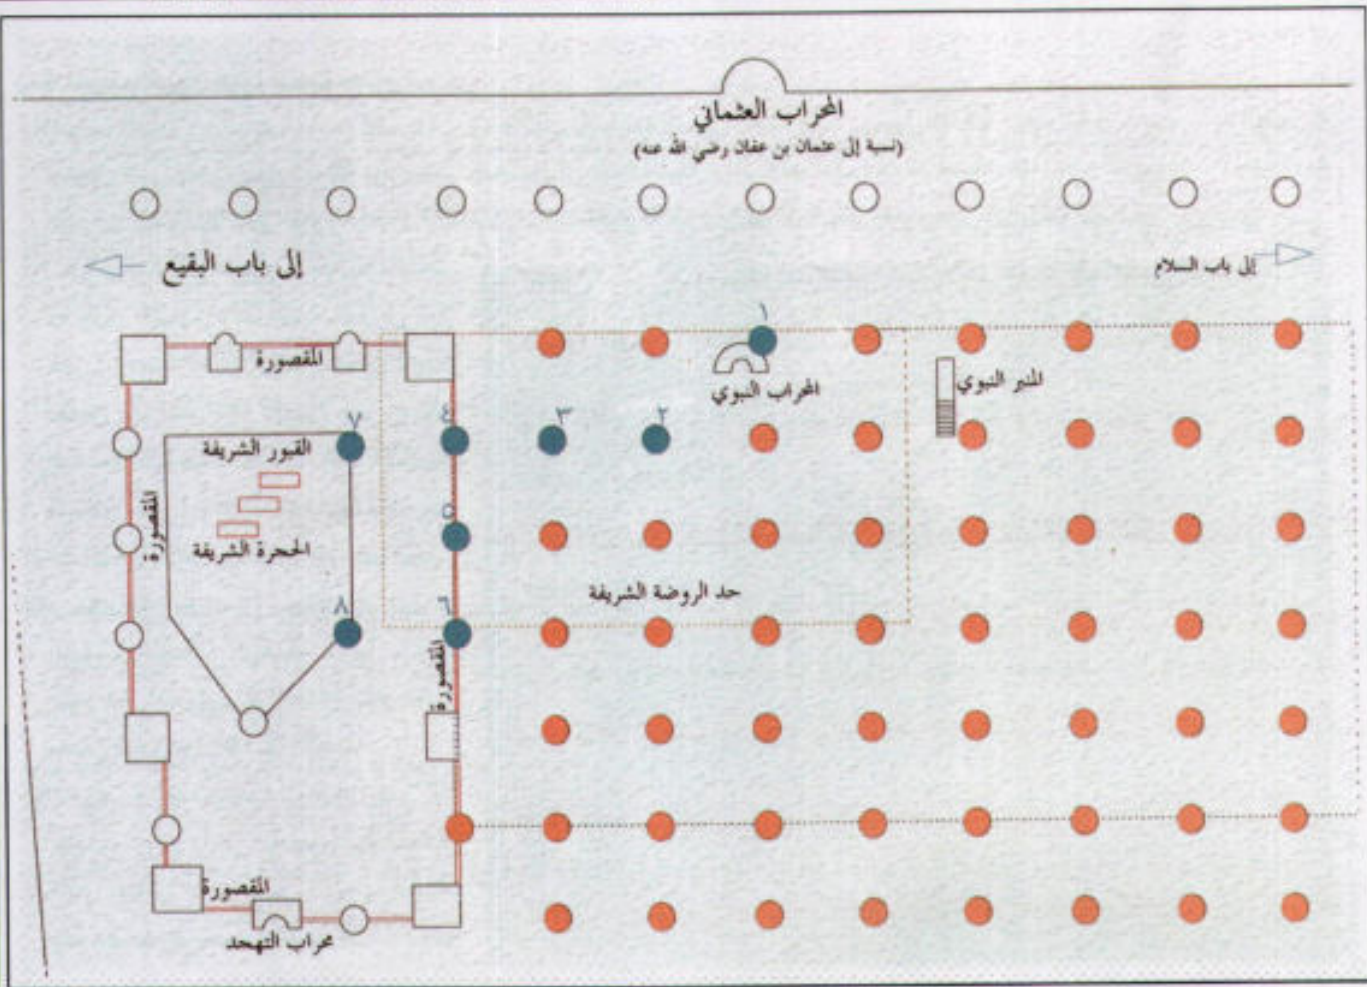 المحراب العثماني
(نسبة إلى عثمان بن عفان رضي الله عنه)
إلى باب السلام
إلى باب البقيع
١
المقصورة
المحراب النبوي
المنبر النبوي
٢
٣
٤
٧
القبور الشريفة
المقصورة
الحجرة الشريفة
٥
حد الروضة الشريفة
٦
٨
المقصورة
المقصورة
محراب التهجد